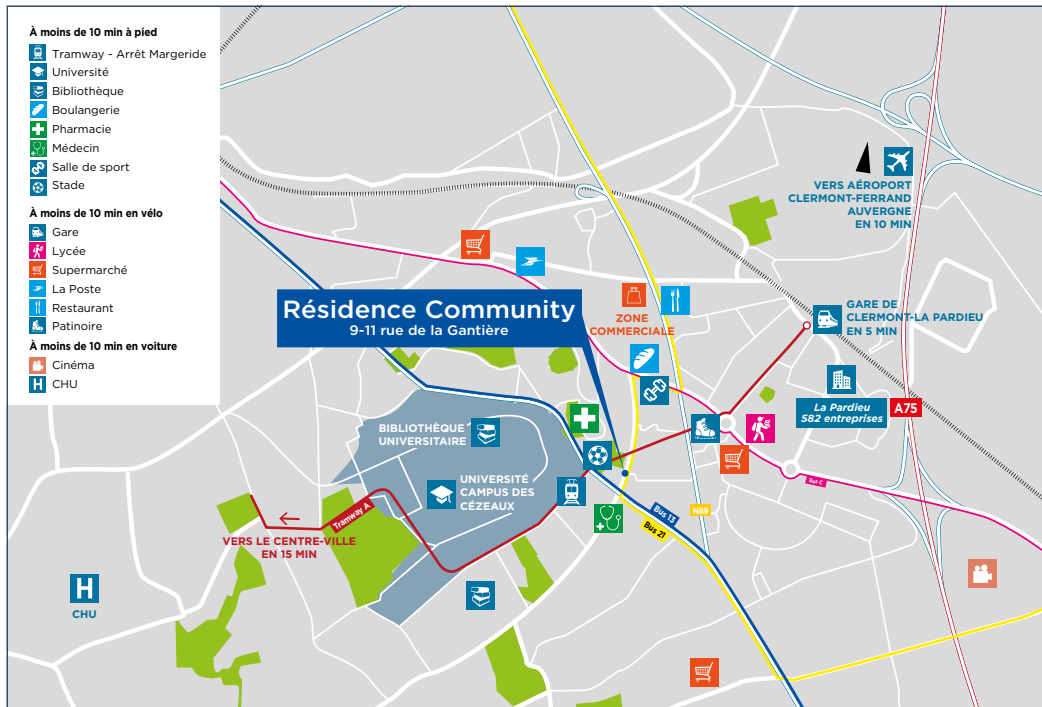 À moins de 10 min à pied
Tramway - Arrêt Margeride
Université
Bibliothèque
Boulangerie
Pharmacie
Médecin
Salle de sport
Stade
À moins de 10 min en vélo
Gare
Lycée
Supermarché
La Poste
Restaurant
Patinoire
À moins de 10 min en voiture
Cinéma
H CHU
VERS AÉROPORT
CLERMONT-FERRAND
AUVERGNE
EN 10 MIN
Résidence Community
9-11 rue de la Gantière
ZONE
COMMERCIALE
GARE DE
CLERMONT-LA PARDIEU
EN 5 MIN
La Pardieu
582 entreprises
A75
BIBLIOTHÈQUE
UNIVERSITAIRE
UNIVERSITÉ
CAMPUS DES
CÉZEAUX
Bus C
N89
Bus 13
Bus 21
Tramway A
VERS LE CENTRE-VILLE
EN 15 MIN
H
CHU